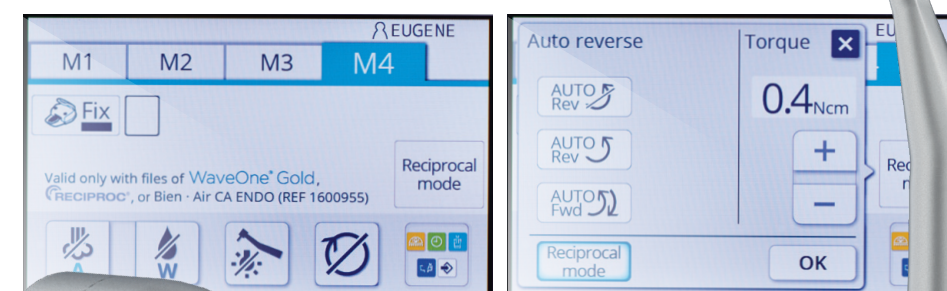 EUGENE
M1 M2 M3 M4
Fix
Valid only with files of WaveOne® Gold,
RECIPROC®, or Bien · Air CA ENDO (REF 1600955)
Reciprocal
mode
A W
EU
Auto reverse
Torque
AUTO
Rev
0.4Ncm
AUTO
Rev
+
AUTO
Fwd
−
Reciprocal
mode
OK